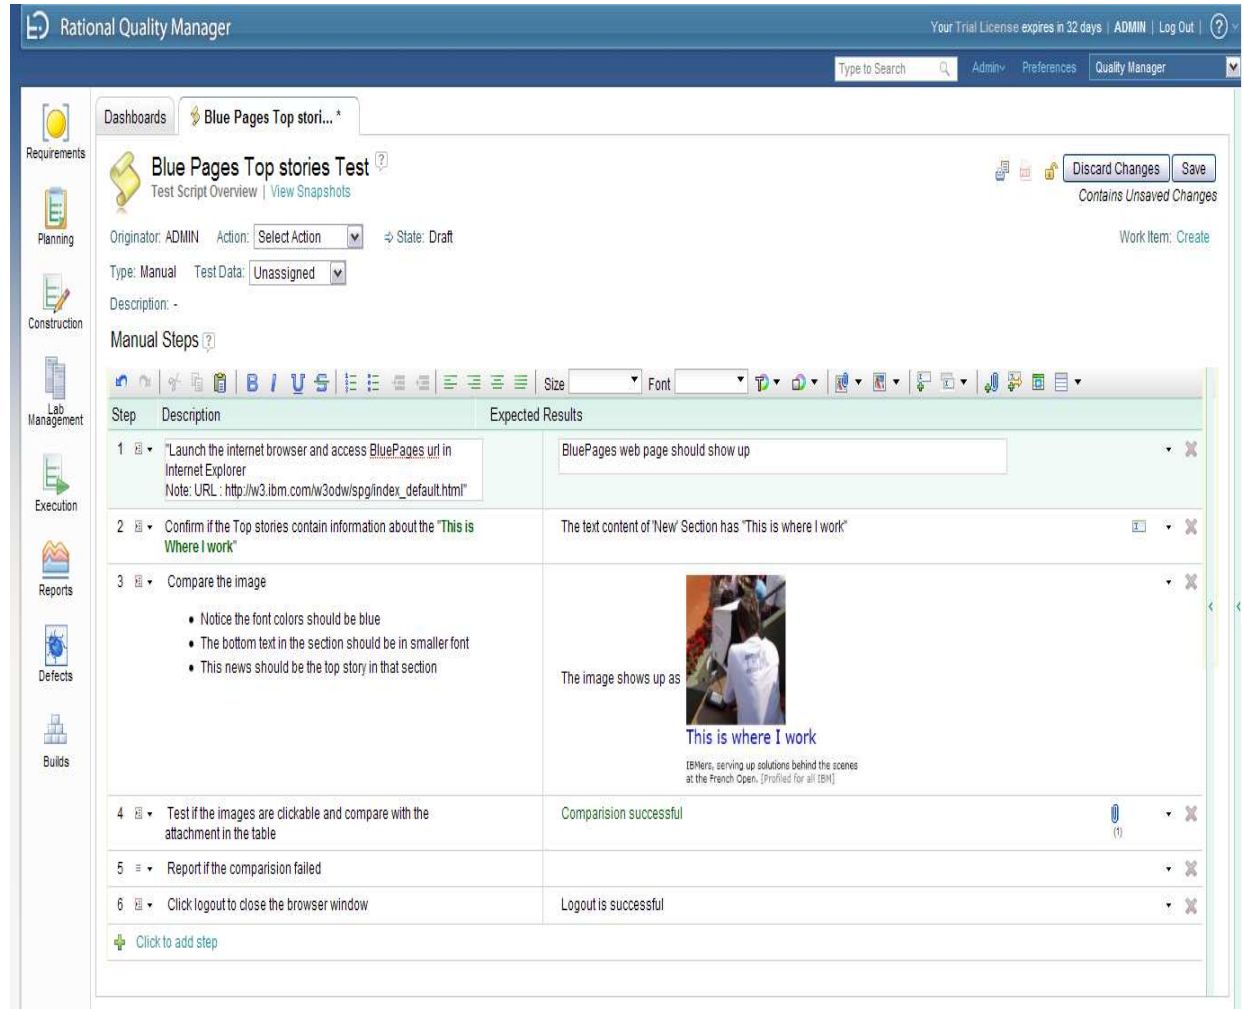 Rational Quality Manager
Your Trial License expires in 32 days | ADMIN | Log Out | ?
Type to Search Admin Preferences Quality Manager
Dashboards Blue Pages Top stori... *
Requirements
Planning
Construction
Lab
Management
Execution
Reports
Defects
Builds
Blue Pages Top stories Test ?
Discard Changes Save
Test Script Overview | View Snapshots
Contains Unsaved Changes
Originator: ADMIN Action: Select Action State: Draft
Work Item: Create
Type: Manual Test Data: Unassigned
Description: -
Manual Steps ?
B I U S Size Font
Step Description Expected Results
1 "Launch the internet browser and access BluePages url in
Internet Explorer
Note: URL : http://w3.ibm.com/w3odw/spg/index_default.html"
BluePages web page should show up
2 Confirm if the Top stories contain information about the "This is
Where I work"
The text content of 'New' Section has "This is where I work"
3 Compare the image
• Notice the font colors should be blue
• The bottom text in the section should be in smaller font
• This news should be the top story in that section
The image shows up as
This is where I work
IBMers, serving up solutions behind the scenes
at the French Open. [Profiled for all IBM]
4 Test if the images are clickable and compare with the
attachment in the table
Comparision successful
(1)
5 Report if the comparision failed
6 Click logout to close the browser window
Logout is successful
Click to add step